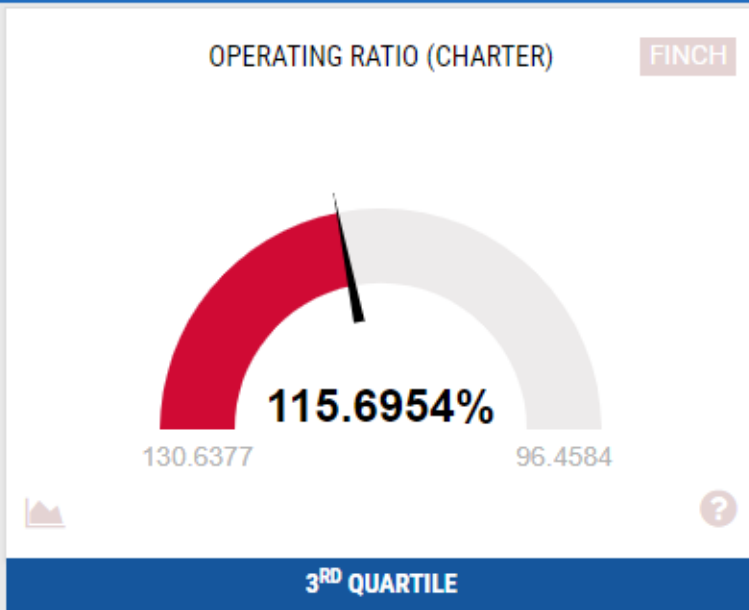 OPERATING RATIO (CHARTER)
FINCH
115.6954%
130.6377
96.4584
?
3RD QUARTILE